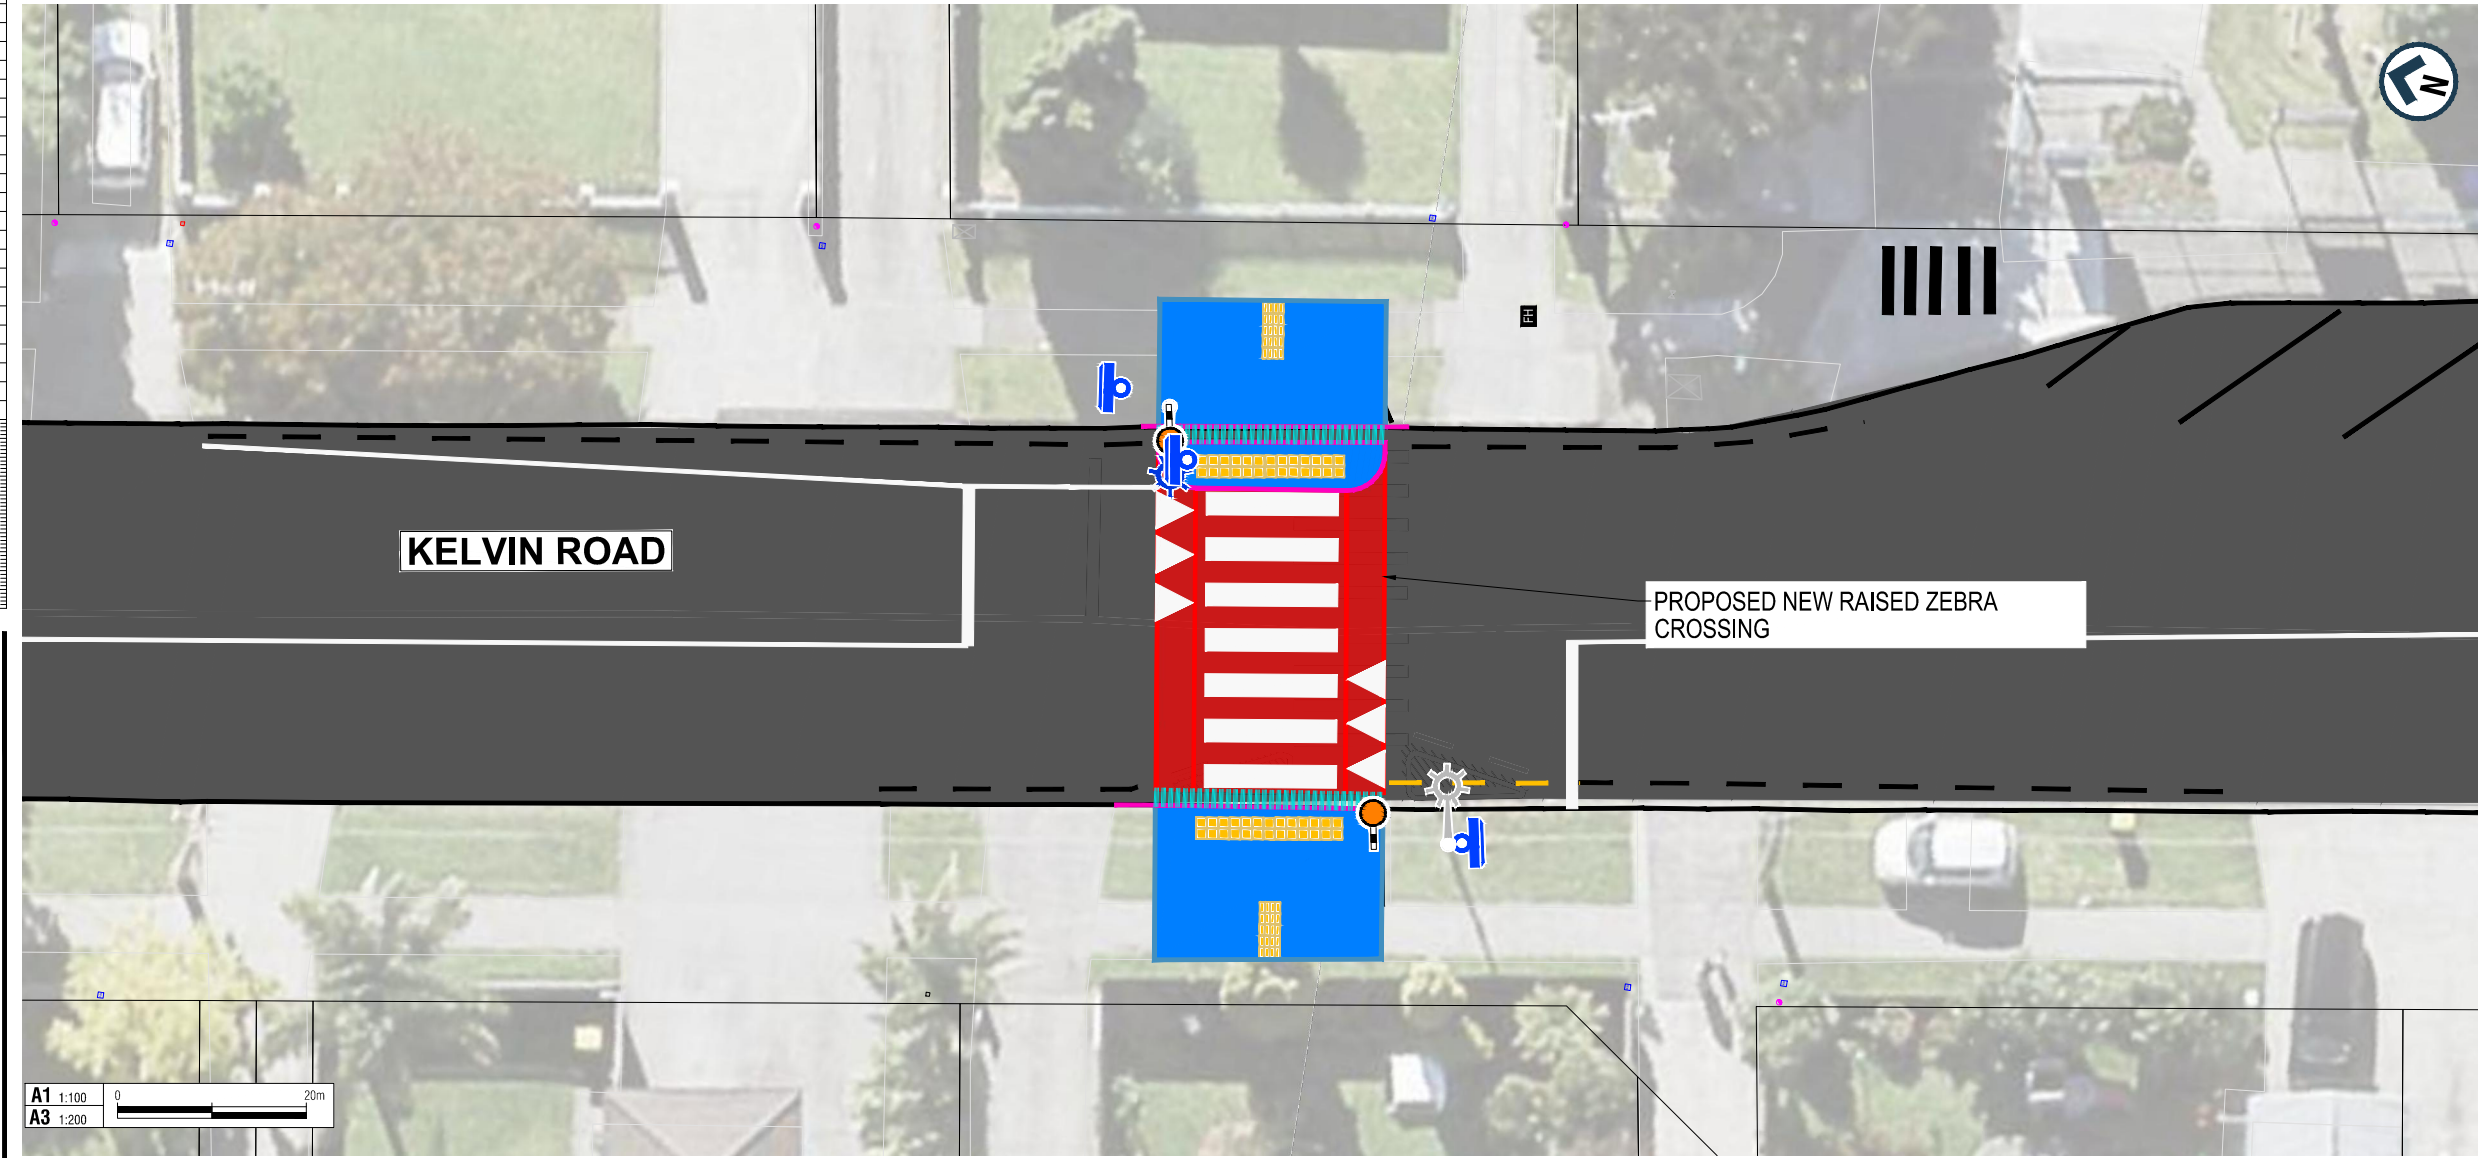 N
FH
KELVIN ROAD
PROPOSED NEW RAISED ZEBRA
CROSSING
A1 1:100
A3 1:200
0 20m